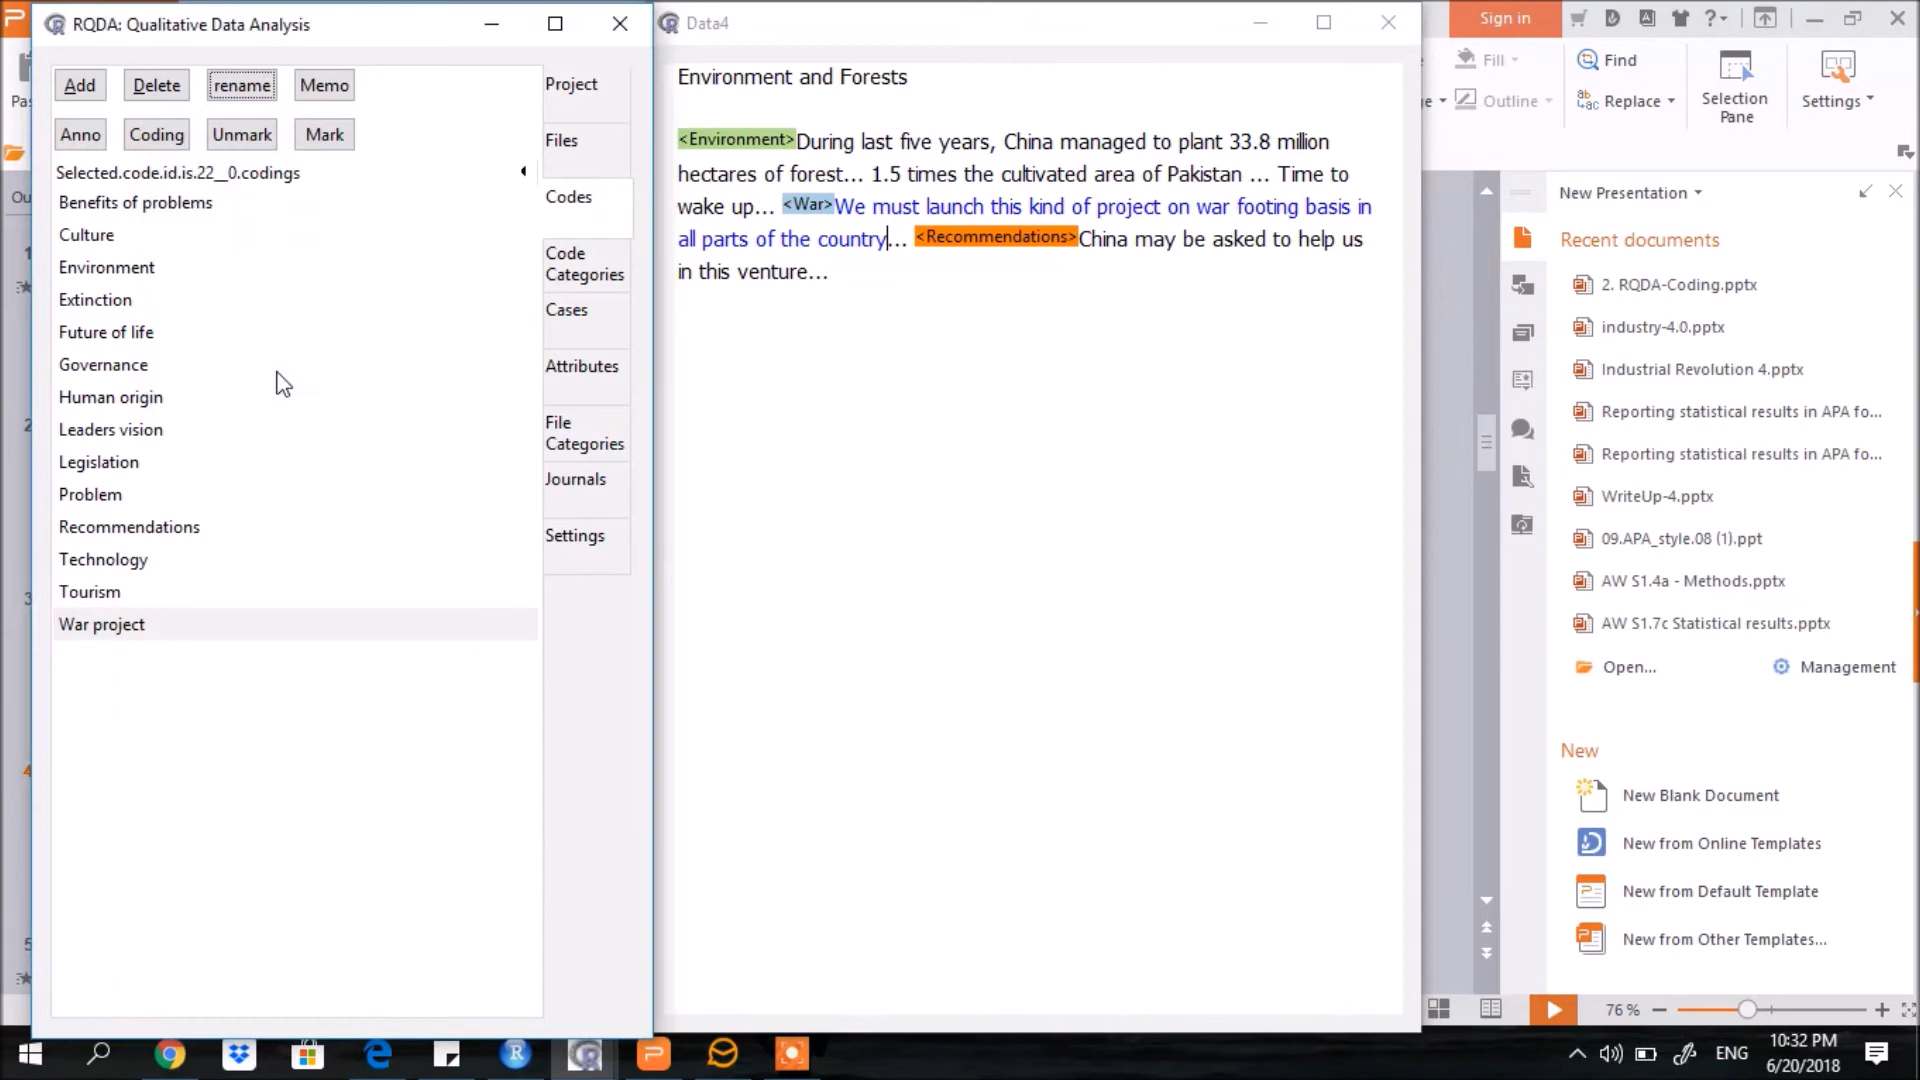 RQDA: Qualitative Data Analysis
Add
Delete
rename
Memo
Anno
Coding
Unmark
Mark
Selected.code.id.is.22__0.codings
Benefits of problems
Culture
Environment
Extinction
Future of life
Governance
Human origin
Leaders vision
Legislation
Problem
Recommendations
Technology
Tourism
War project
Project
Files
Codes
Code
Categories
Cases
Attributes
File
Categories
Journals
Settings
Data4
Environment and Forests
<Environment>During last five years, China managed to plant 33.8 million
hectares of forest... 1.5 times the cultivated area of Pakistan ... Time to
wake up... <War>We must launch this kind of project on war footing basis in
all parts of the country... <Recommendations>China may be asked to help us
in this venture...
Sign in
Fill
Find
Outline
Replace
Selection
Pane
Settings
New Presentation
Recent documents
2. RQDA-Coding.pptx
industry-4.0.pptx
Industrial Revolution 4.pptx
Reporting statistical results in APA fo...
Reporting statistical results in APA fo...
WriteUp-4.pptx
09.APA_style.08 (1).ppt
AW S1.4a - Methods.pptx
AW S1.7c Statistical results.pptx
Open...
Management
New
New Blank Document
New from Online Templates
New from Default Template
New from Other Templates...
76 %
ENG
10:32 PM
6/20/2018